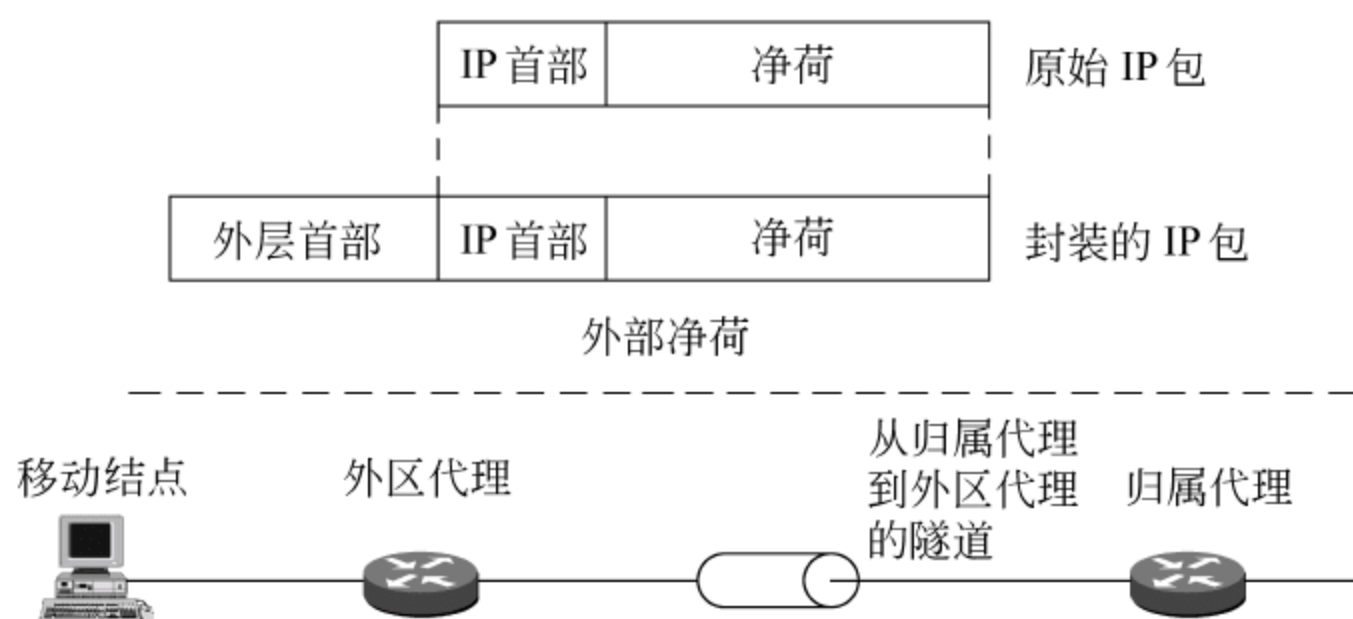 IP 首部 净荷 原始 IP 包
外层首部 IP 首部 净荷 封装的 IP 包
外部净荷
移动结点
外区代理
从归属代理
到外区代理
的隧道
归属代理